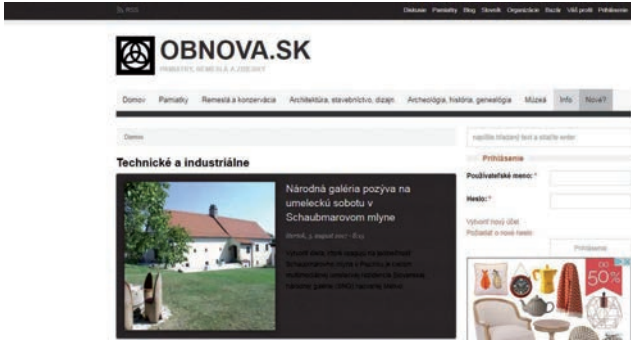 RSS
Diskusie Pamiatky Blog Slovník Organizácie Bazár Váš profil Prihlásenie
OBNOVA.SK
PAMIATKY, REMESLÁ A
Domov Pamiatky Remeslá a konzervácia Architektúra, stavebníctvo, dizajn Archeológia, história, genealógia Múzeá Info Nové?
Domov
napíšte hľadaný text a stlačte enter
Technické a industriálne
Prihlásenie
Používateľské meno: *
Heslo: *
Vytvoriť nový účet
Požiadať o nové heslo
Prihlásenie
Národná galéria pozýva na
umeleckú sobotu v
Schaubmarovom mlyne
august
DO
50%